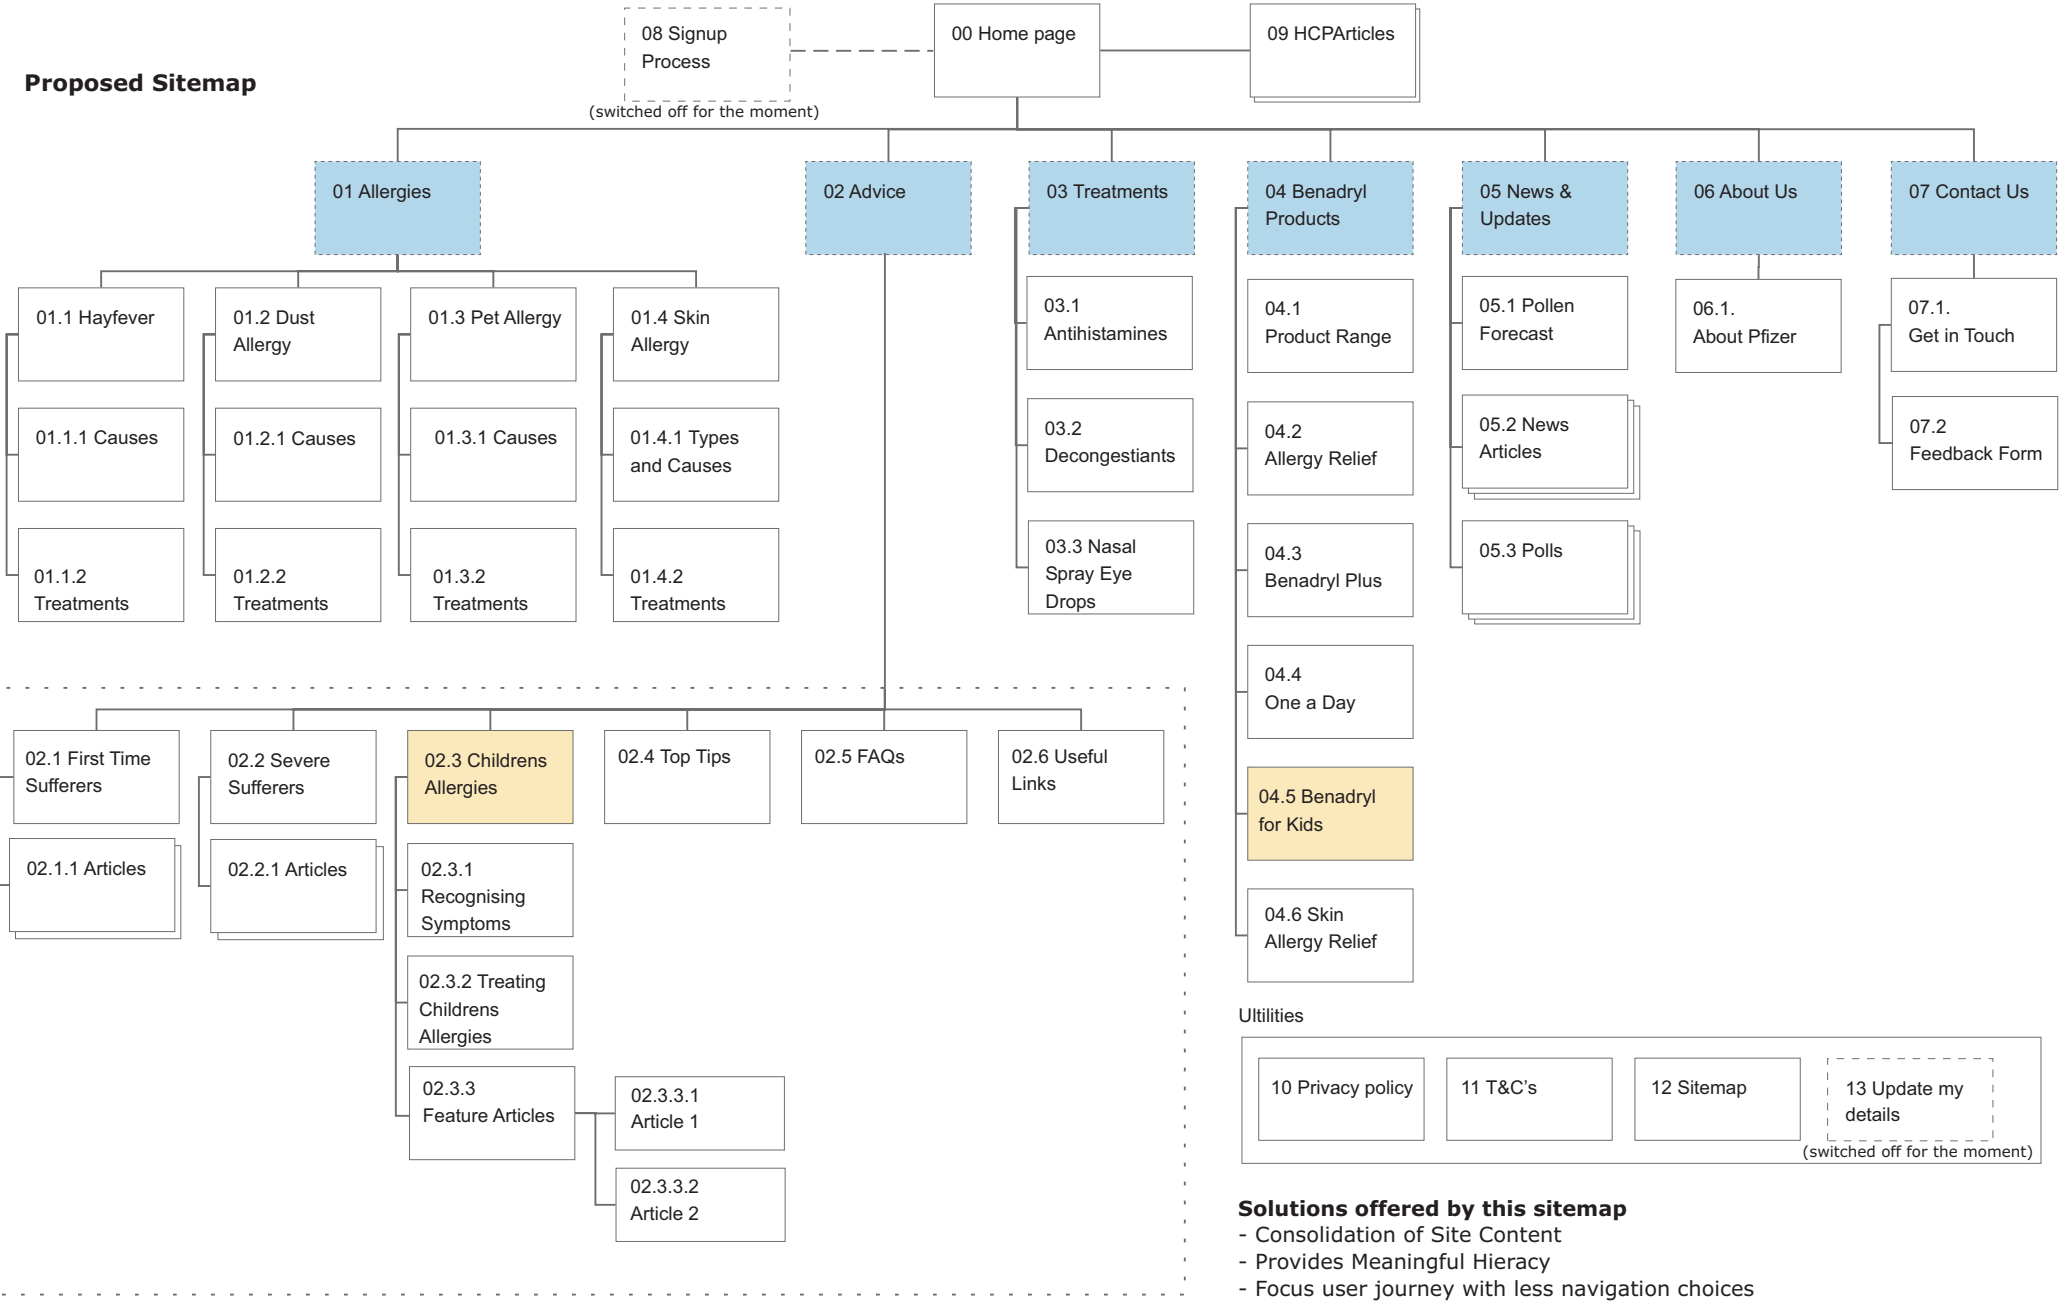 Proposed Sitemap
08 Signup
Process
(switched off for the moment)
00 Home page
09 HCPArticles
01 Allergies
02 Advice
03 Treatments
04 Benadryl
Products
05 News &
Updates
06 About Us
07 Contact Us
01.1 Hayfever
01.1.1 Causes
01.1.2
Treatments
01.2 Dust
Allergy
01.2.1 Causes
01.2.2
Treatments
01.3 Pet Allergy
01.3.1 Causes
01.3.2
Treatments
01.4 Skin
Allergy
01.4.1 Types
and Causes
01.4.2
Treatments
03.1
Antihistamines
03.2
Decongestiants
03.3 Nasal
Spray Eye
Drops
04.1
Product Range
04.2
Allergy Relief
04.3
Benadryl Plus
04.4
One a Day
04.5 Benadryl
for Kids
04.6 Skin
Allergy Relief
05.1 Pollen
Forecast
05.2 News
Articles
05.3 Polls
06.1.
About Pfizer
07.1.
Get in Touch
07.2
Feedback Form
02.1 First Time
Sufferers
02.1.1 Articles
02.2 Severe
Sufferers
02.2.1 Articles
02.3 Childrens
Allergies
02.3.1
Recognising
Symptoms
02.3.2 Treating
Childrens
Allergies
02.3.3
Feature Articles
02.3.3.1
Article 1
02.3.3.2
Article 2
02.4 Top Tips
02.5 FAQs
02.6 Useful
Links
Ultilities
10 Privacy policy
11 T&C's
12 Sitemap
13 Update my
details
(switched off for the moment)
Solutions offered by this sitemap
- Consolidation of Site Content
- Provides Meaningful Hieracy
- Focus user journey with less navigation choices